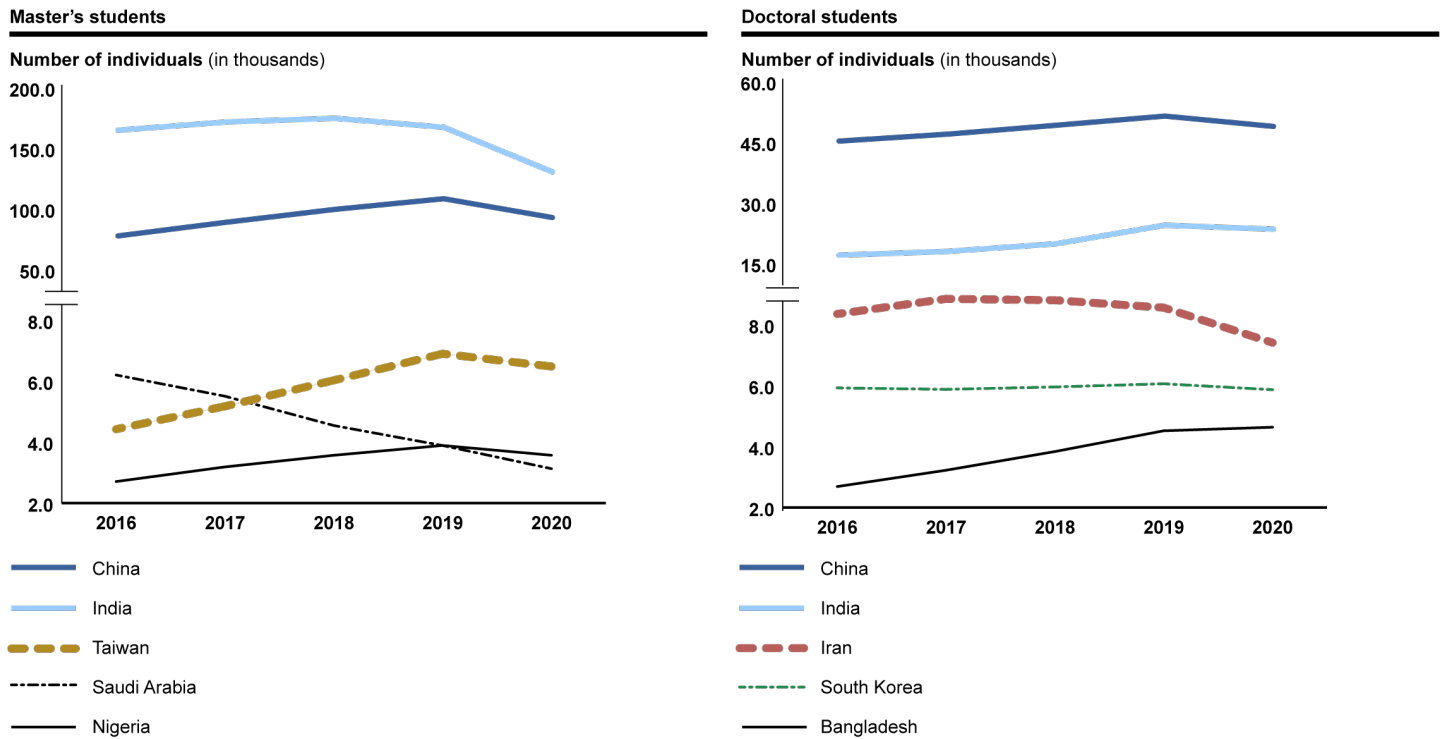 Master’s students
Number of individuals (in thousands)
200.0
150.0
100.0
50.0
8.0
6.0
4.0
2.0
2016 2017 2018 2019 2020
China
India
Taiwan
Saudi Arabia
Nigeria
Doctoral students
Number of individuals (in thousands)
60.0
45.0
30.0
15.0
8.0
6.0
4.0
2.0
2016 2017 2018 2019 2020
China
India
Iran
South Korea
Bangladesh